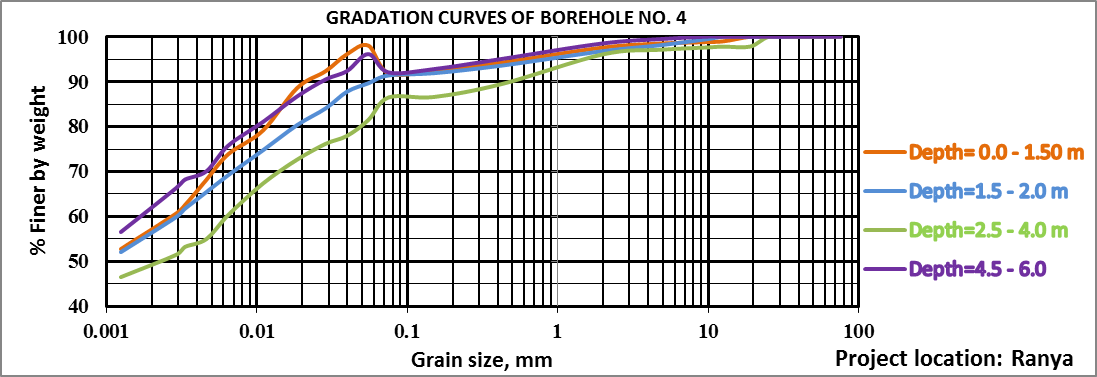 GRADATION CURVES OF BOREHOLE NO. 4
% Finer by weight
100
90
80
70
60
50
40
0.001
0.01
0.1
1
10
100
Grain size, mm
Depth= 0.0 - 1.50 m
Depth=1.5 - 2.0 m
Depth=2.5 - 4.0 m
Depth=4.5 - 6.0
Project location: Ranya